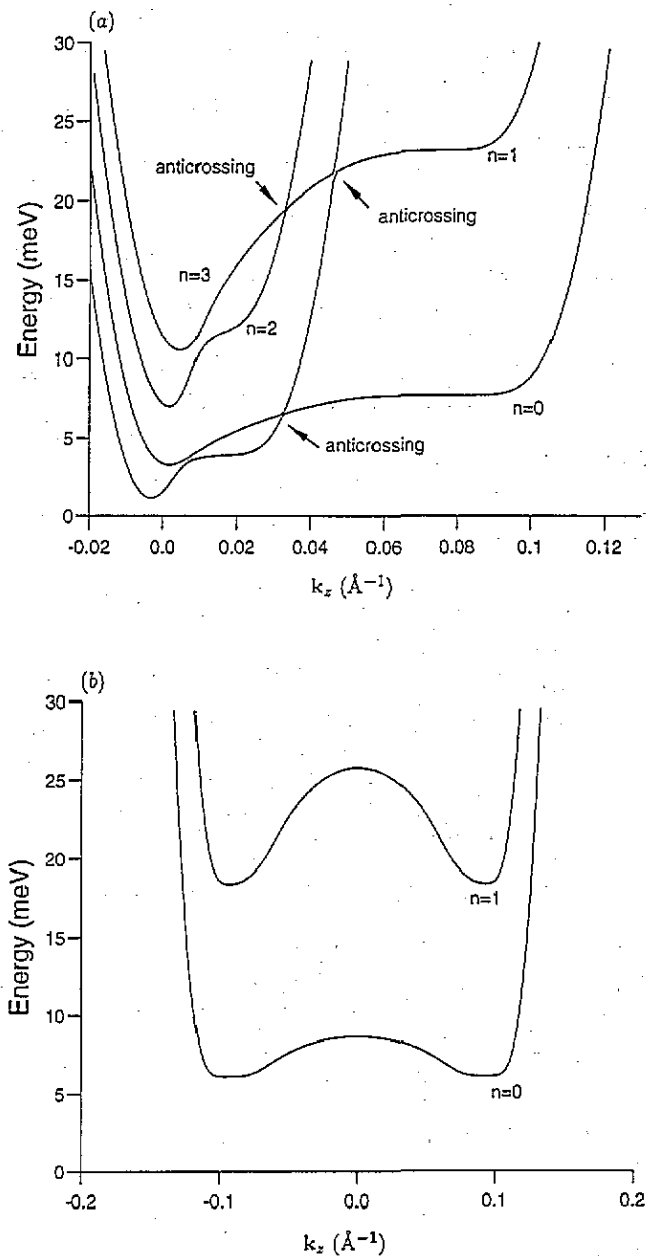 (a)
30
25
20
15
10
5
0
Energy (meV)
anticrossing
anticrossing
anticrossing
n=3
n=2
n=1
n=0
-0.02
0.0
0.02
0.04
0.06
0.08
0.1
0.12
k_z (Å⁻¹)
(b)
30
25
20
15
10
5
0
Energy (meV)
n=1
n=0
-0.2
-0.1
0.0
0.1
0.2
k_z (Å⁻¹)